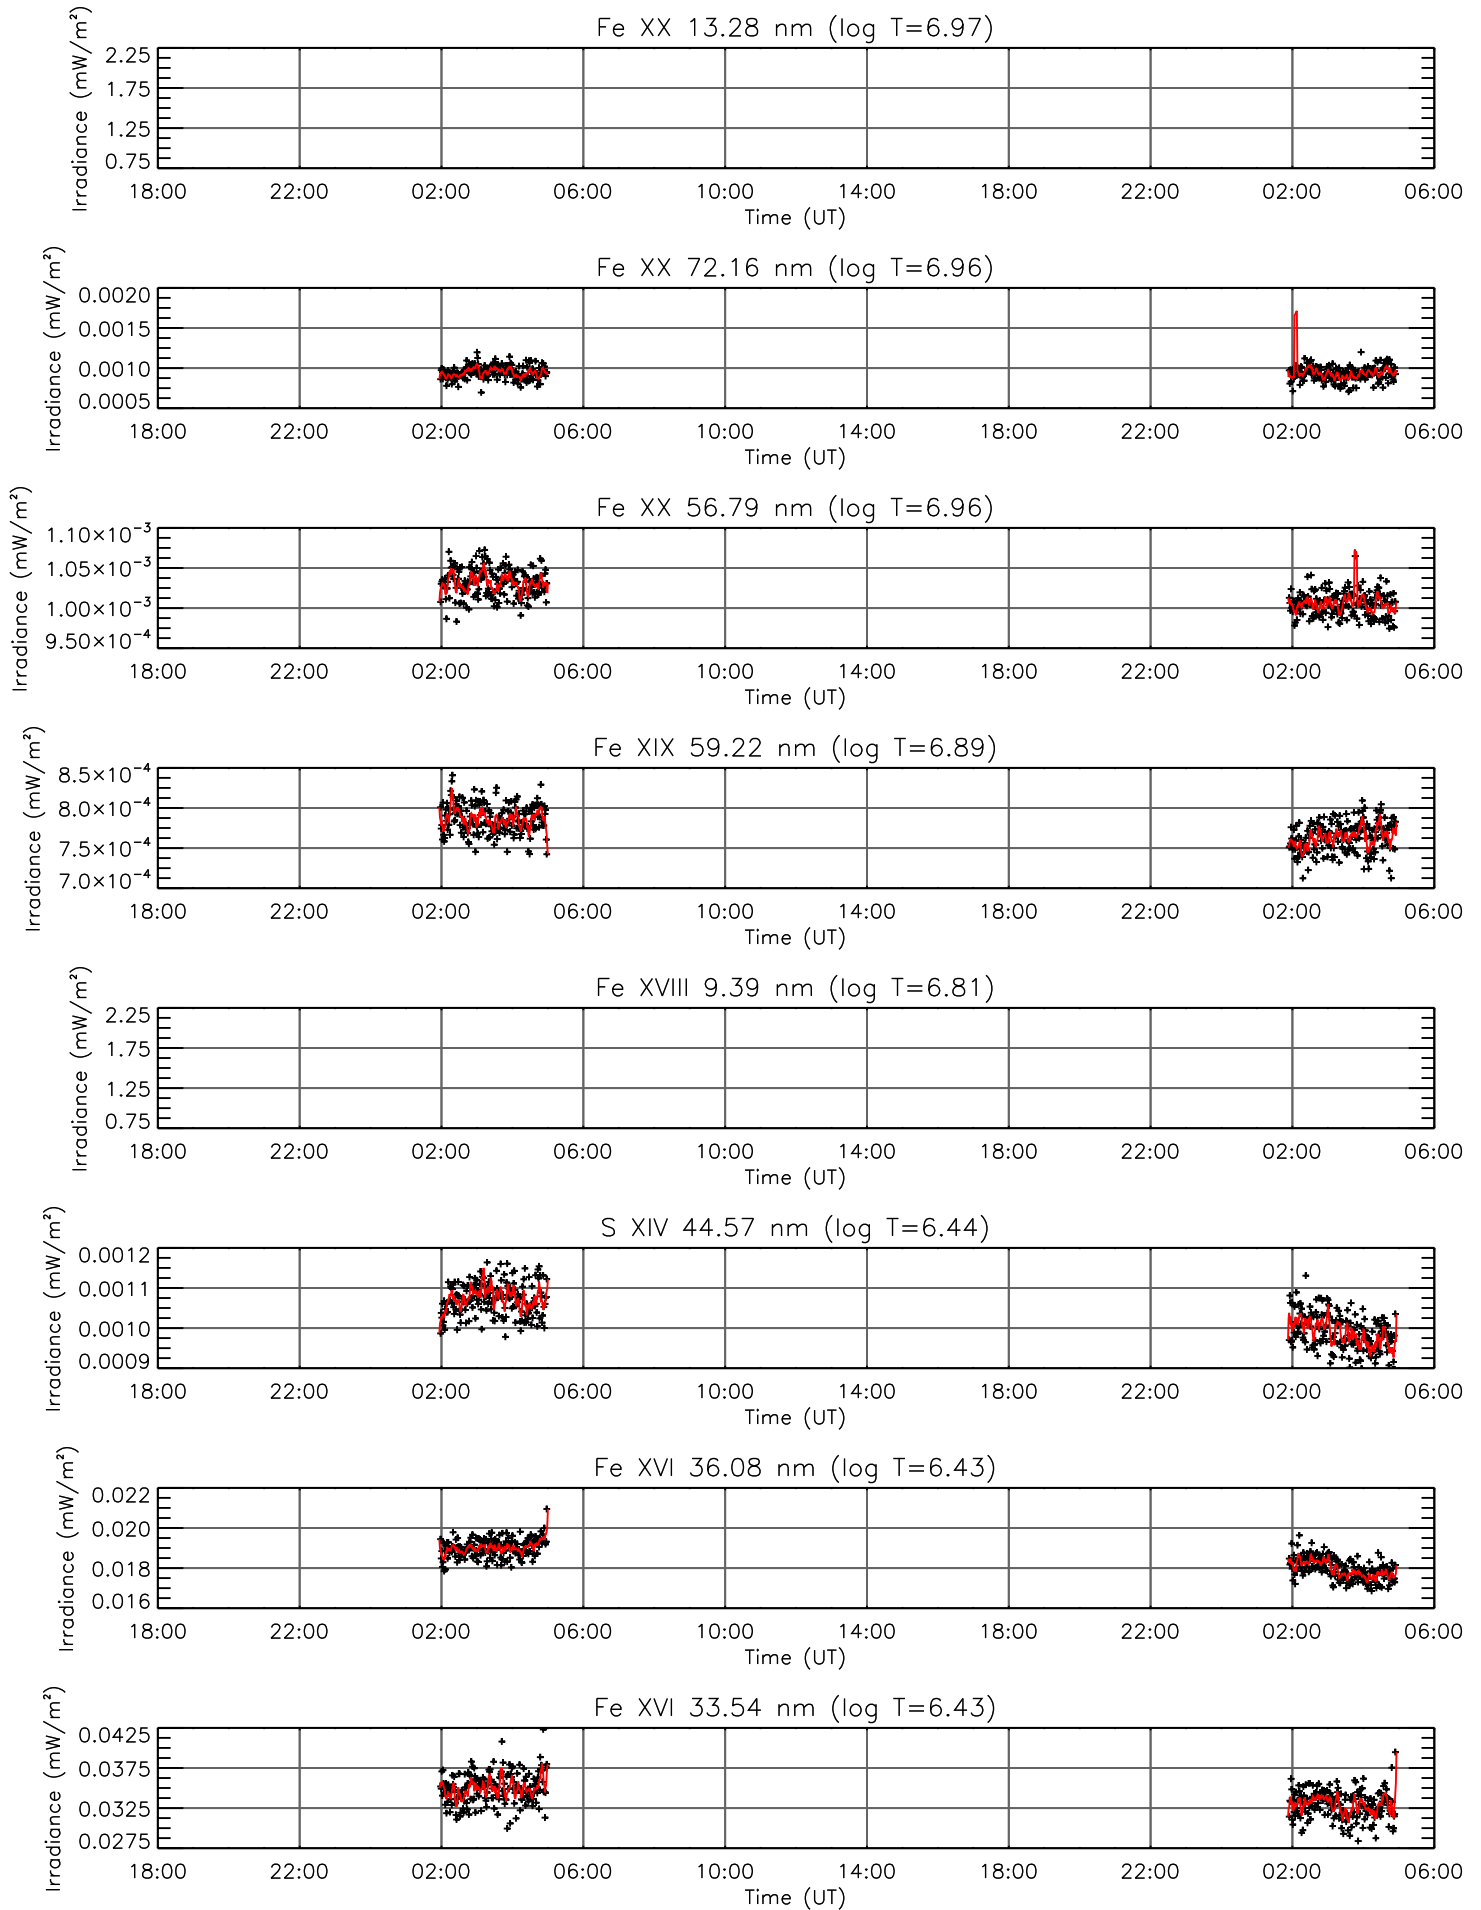 Fe XX 13.28 nm (log T=6.97)
Irradiance (mW/m²)
2.25
1.75
1.25
0.75
18:00 22:00 02:00 06:00 10:00 14:00 18:00 22:00 02:00 06:00
Time (UT)
Fe XX 72.16 nm (log T=6.96)
Irradiance (mW/m²)
0.0020
0.0015
0.0010
0.0005
18:00 22:00 02:00 06:00 10:00 14:00 18:00 22:00 02:00 06:00
Time (UT)
Fe XX 56.79 nm (log T=6.96)
Irradiance (mW/m²)
1.10×10⁻³
1.05×10⁻³
1.00×10⁻³
9.50×10⁻⁴
18:00 22:00 02:00 06:00 10:00 14:00 18:00 22:00 02:00 06:00
Time (UT)
Fe XIX 59.22 nm (log T=6.89)
Irradiance (mW/m²)
8.5×10⁻⁴
8.0×10⁻⁴
7.5×10⁻⁴
7.0×10⁻⁴
18:00 22:00 02:00 06:00 10:00 14:00 18:00 22:00 02:00 06:00
Time (UT)
Fe XVIII 9.39 nm (log T=6.81)
Irradiance (mW/m²)
2.25
1.75
1.25
0.75
18:00 22:00 02:00 06:00 10:00 14:00 18:00 22:00 02:00 06:00
Time (UT)
S XIV 44.57 nm (log T=6.44)
Irradiance (mW/m²)
0.0012
0.0011
0.0010
0.0009
18:00 22:00 02:00 06:00 10:00 14:00 18:00 22:00 02:00 06:00
Time (UT)
Fe XVI 36.08 nm (log T=6.43)
Irradiance (mW/m²)
0.022
0.020
0.018
0.016
18:00 22:00 02:00 06:00 10:00 14:00 18:00 22:00 02:00 06:00
Time (UT)
Fe XVI 33.54 nm (log T=6.43)
Irradiance (mW/m²)
0.0425
0.0375
0.0325
0.0275
18:00 22:00 02:00 06:00 10:00 14:00 18:00 22:00 02:00 06:00
Time (UT)